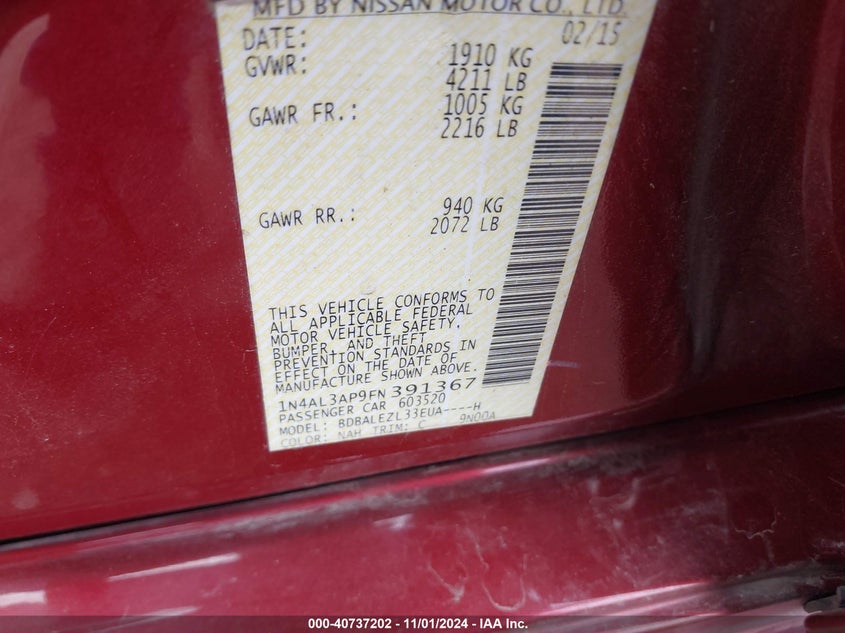 MFD BY NISSAN MOTOR CO., LTD.
DATE: 02/15
GVWR: 1910 KG
4211 LB
GAWR FR.: 1005 KG
2216 LB
GAWR RR.: 940 KG
2072 LB
THIS VEHICLE CONFORMS TO
ALL APPLICABLE FEDERAL
MOTOR VEHICLE SAFETY,
BUMPER, AND THEFT
PREVENTION STANDARDS IN
EFFECT ON THE DATE OF
MANUFACTURE SHOWN ABOVE.
1N4AL3AP9FN 391367
PASSENGER CAR 603520
MODEL: BDBALEZL33EUA----H
COLOR: NAH TRIM: C 9N00A
000-40737202 - 11/01/2024 - IAA Inc.